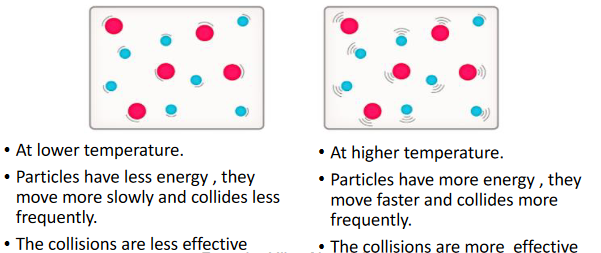 • At lower temperature.
• Particles have less energy , they
move more slowly and collides less
frequently.
• The collisions are less effective
• At higher temperature.
• Particles have more energy , they
move faster and collides more
frequently.
• The collisions are more  effective